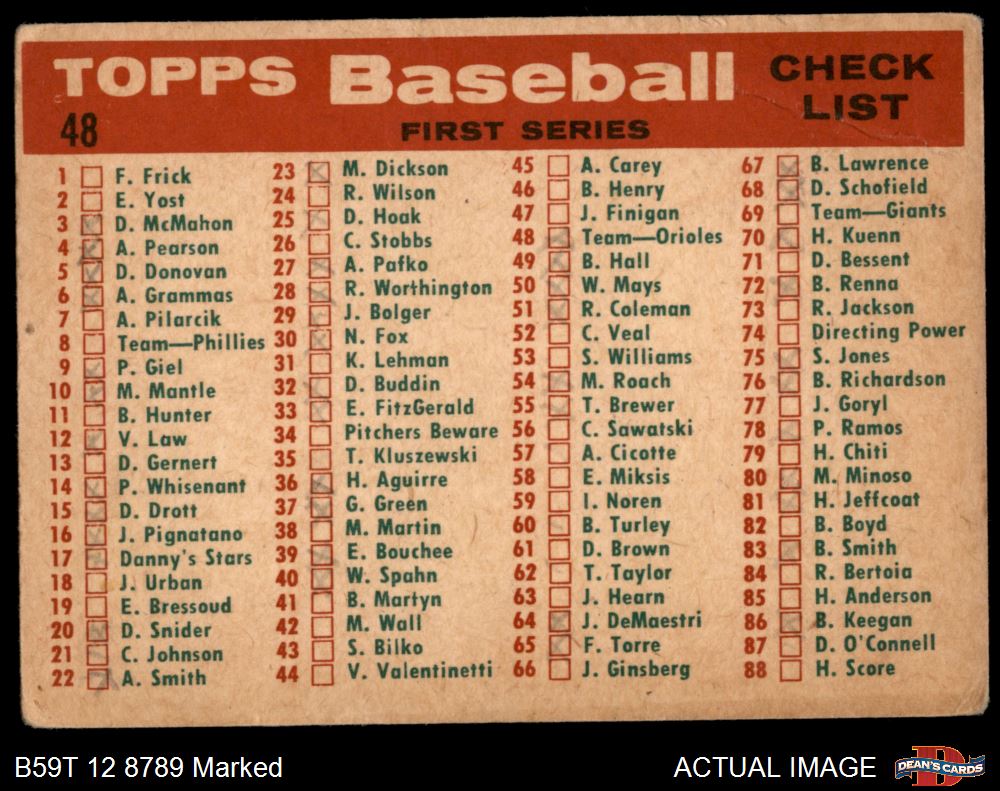 TOPPS Baseball CHECK LIST
48
FIRST SERIES
1 F. Frick
2 E. Yost
3 D. McMahon
4 A. Pearson
5 D. Donovan
6 A. Grammas
7 A. Pilarcik
8 Team—Phillies
9 P. Giel
10 M. Mantle
11 B. Hunter
12 V. Law
13 D. Gernert
14 P. Whisenant
15 D. Drott
16 J. Pignatano
17 Danny's Stars
18 J. Urban
19 E. Bressoud
20 D. Snider
21 C. Johnson
22 A. Smith
23 M. Dickson
24 R. Wilson
25 D. Hoak
26 C. Stobbs
27 A. Pafko
28 R. Worthington
29 J. Bolger
30 N. Fox
31 K. Lehman
32 D. Buddin
33 E. FitzGerald
34 Pitchers Beware
35 T. Kluszewski
36 H. Aguirre
37 G. Green
38 M. Martin
39 E. Bouchee
40 W. Spahn
41 B. Martyn
42 M. Wall
43 S. Bilko
44 V. Valentinetti
45 A. Carey
46 B. Henry
47 J. Finigan
48 Team—Orioles
49 B. Hall
50 W. Mays
51 R. Coleman
52 C. Veal
53 S. Williams
54 M. Roach
55 T. Brewer
56 C. Sawatski
57 A. Cicotte
58 E. Miksis
59 I. Noren
60 B. Turley
61 D. Brown
62 T. Taylor
63 J. Hearn
64 J. DeMaestri
65 F. Torre
66 J. Ginsberg
67 B. Lawrence
68 D. Schofield
69 Team—Giants
70 H. Kuenn
71 D. Bessent
72 B. Renna
73 R. Jackson
74 Directing Power
75 S. Jones
76 B. Richardson
77 J. Goryl
78 P. Ramos
79 H. Chiti
80 M. Minoso
81 H. Jeffcoat
82 B. Boyd
83 B. Smith
84 R. Bertoia
85 H. Anderson
86 B. Keegan
87 D. O'Connell
88 H. Score
B59T 12 8789 Marked
ACTUAL IMAGE
D
DEAN'S CARDS